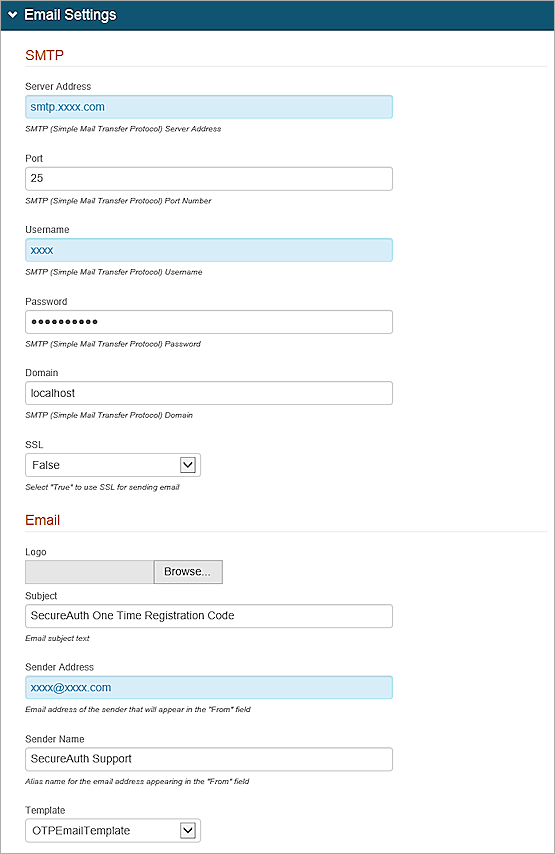 Email Settings
SMTP
Server Address
smtp.xxxx.com
SMTP (Simple Mail Transfer Protocol) Server Address
Port
25
SMTP (Simple Mail Transfer Protocol) Port Number
Username
xxxx
SMTP (Simple Mail Transfer Protocol) Username
Password
●●●●●●●●●●
SMTP (Simple Mail Transfer Protocol) Password
Domain
localhost
SMTP (Simple Mail Transfer Protocol) Domain
SSL
False
Select "True" to use SSL for sending email
Email
Logo
Browse...
Subject
SecureAuth One Time Registration Code
Email subject text
Sender Address
xxxx@xxxx.com
Email address of the sender that will appear in the "From" field
Sender Name
SecureAuth Support
Alias name for the email address appearing in the "From" field
Template
OTPEmailTemplate